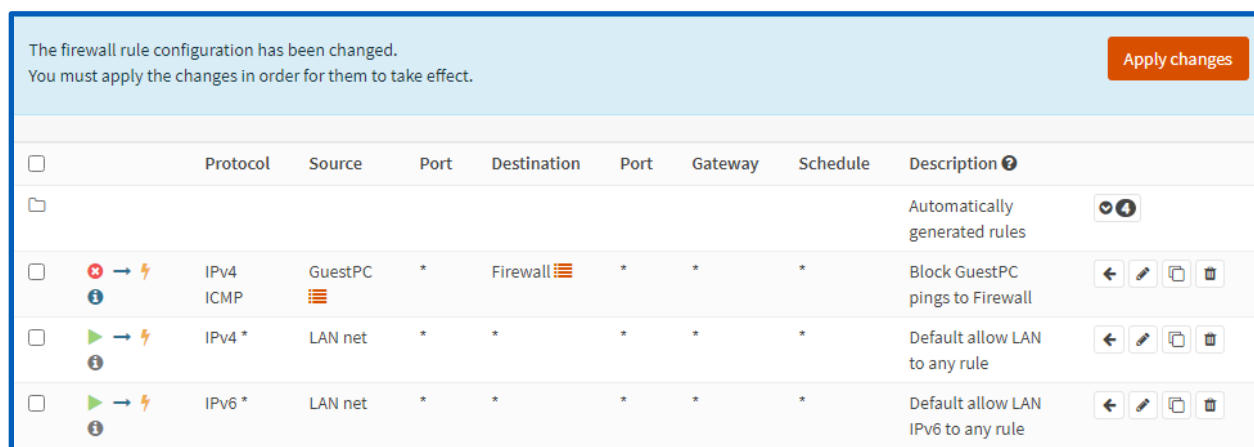 The firewall rule configuration has been changed.
You must apply the changes in order for them to take effect.
Apply changes
Protocol Source Port Destination Port Gateway Schedule Description
Automatically 4
generated rules
IPv4 GuestPC * Firewall * * * Block GuestPC
ICMP pings to Firewall
IPv4 * LAN net * * * * * Default allow LAN
to any rule
IPv6 * LAN net * * * * * Default allow LAN
IPv6 to any rule